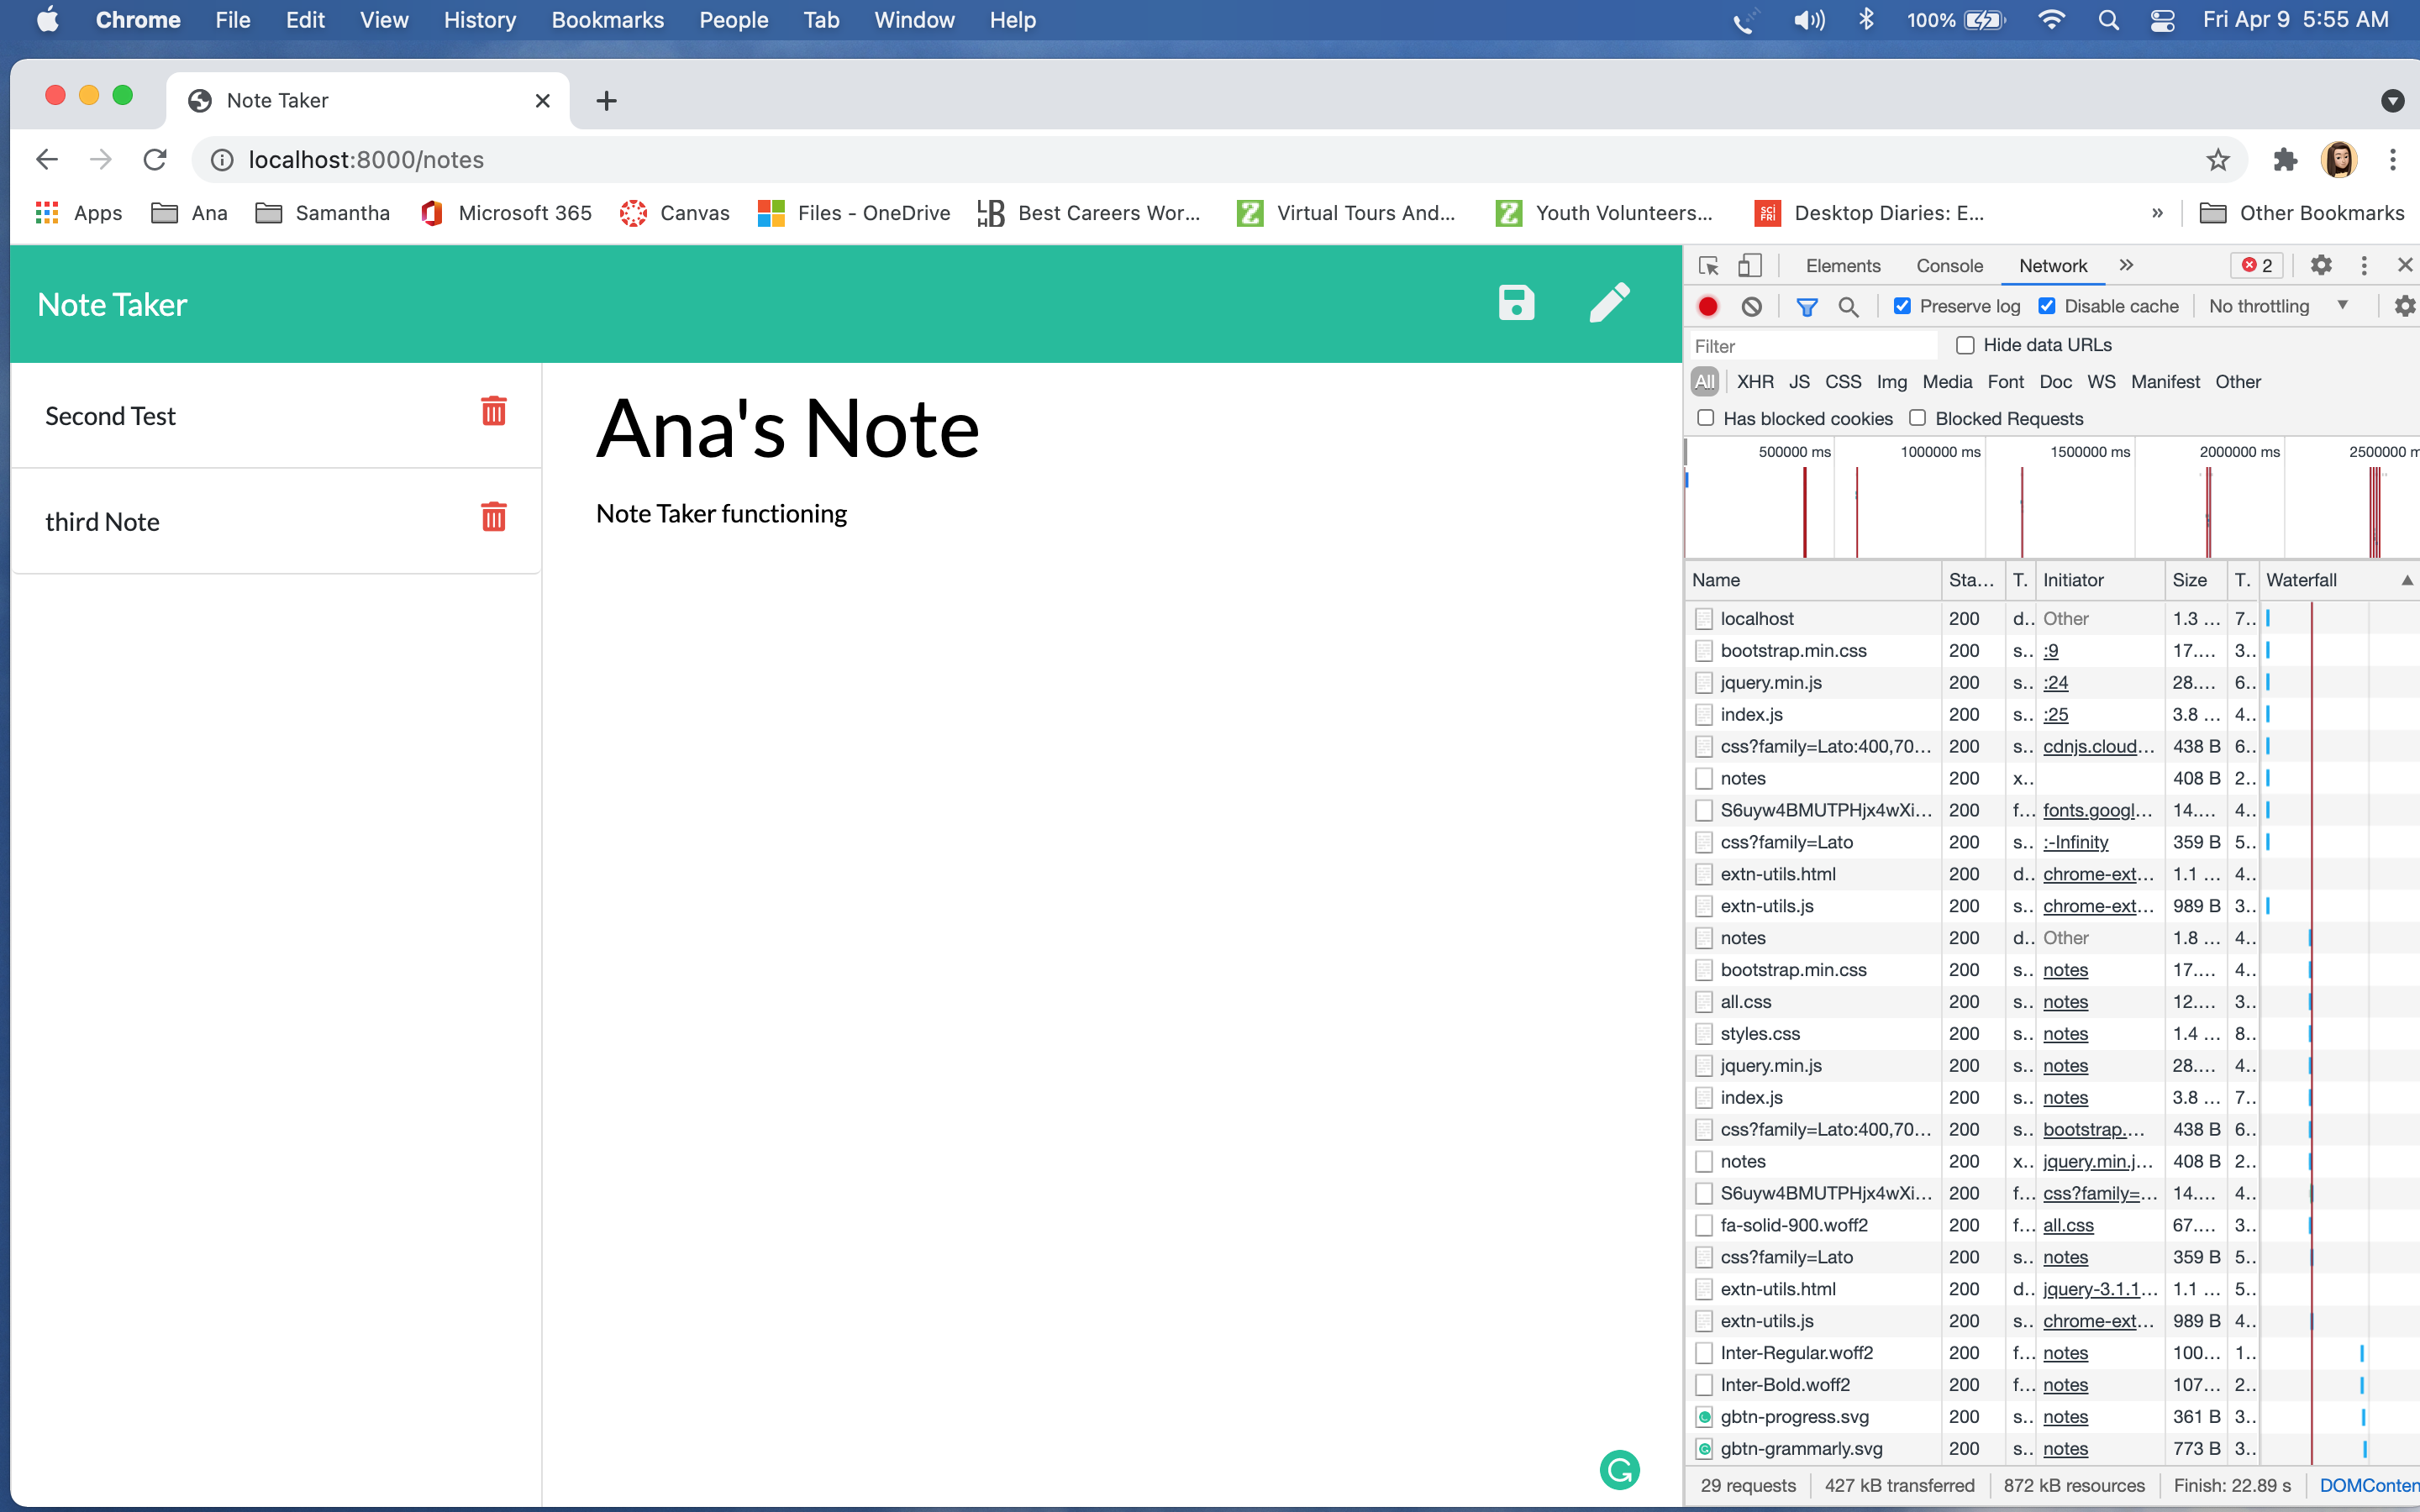 Chrome File Edit View History Bookmarks People Tab Window Help 100% Fri Apr 9 5:55 AM
Note Taker
localhost:8000/notes
Apps Ana Samantha Microsoft 365 Canvas Files - OneDrive Best Careers Wor... Virtual Tours And... Youth Volunteers... SCI FRI Desktop Diaries: E... » Other Bookmarks
Note Taker
Second Test
third Note
Ana's Note
Note Taker functioning
Elements Console Network » 2
Preserve log Disable cache No throttling
Filter Hide data URLs
All XHR JS CSS Img Media Font Doc WS Manifest Other
Has blocked cookies Blocked Requests
500000 ms 1000000 ms 1500000 ms 2000000 ms 2500000 m
Name Sta... T. Initiator Size T. Waterfall
localhost 200 d.. Other 1.3 ... 7..
bootstrap.min.css 200 s.. :9 17.... 3..
jquery.min.js 200 s.. :24 28.... 6..
index.js 200 s.. :25 3.8 ... 4..
css?family=Lato:400,70... 200 s.. cdnjs.cloud... 438 B 6..
notes 200 x.. 408 B 2..
S6uyw4BMUTPHjx4wXi... 200 f... fonts.googl... 14.... 4..
css?family=Lato 200 s.. :-Infinity 359 B 5..
extn-utils.html 200 d.. chrome-ext... 1.1 ... 4..
extn-utils.js 200 s.. chrome-ext... 989 B 3..
notes 200 d.. Other 1.8 ... 4..
bootstrap.min.css 200 s.. notes 17.... 4..
all.css 200 s.. notes 12.... 3..
styles.css 200 s.. notes 1.4 ... 8..
jquery.min.js 200 s.. notes 28.... 4..
index.js 200 s.. notes 3.8 ... 7..
css?family=Lato:400,70... 200 s.. bootstrap.... 438 B 6..
notes 200 x.. jquery.min.j... 408 B 2..
S6uyw4BMUTPHjx4wXi... 200 f... css?family=... 14.... 4..
fa-solid-900.woff2 200 f... all.css 67.... 3..
css?family=Lato 200 s.. notes 359 B 5..
extn-utils.html 200 d.. jquery-3.1.1... 1.1 ... 5..
extn-utils.js 200 s.. chrome-ext... 989 B 4..
Inter-Regular.woff2 200 f... notes 100... 1..
Inter-Bold.woff2 200 f... notes 107... 2..
gbtn-progress.svg 200 s.. notes 361 B 3..
gbtn-grammarly.svg 200 s.. notes 773 B 3..
29 requests 427 kB transferred 872 kB resources Finish: 22.89 s DOMConten